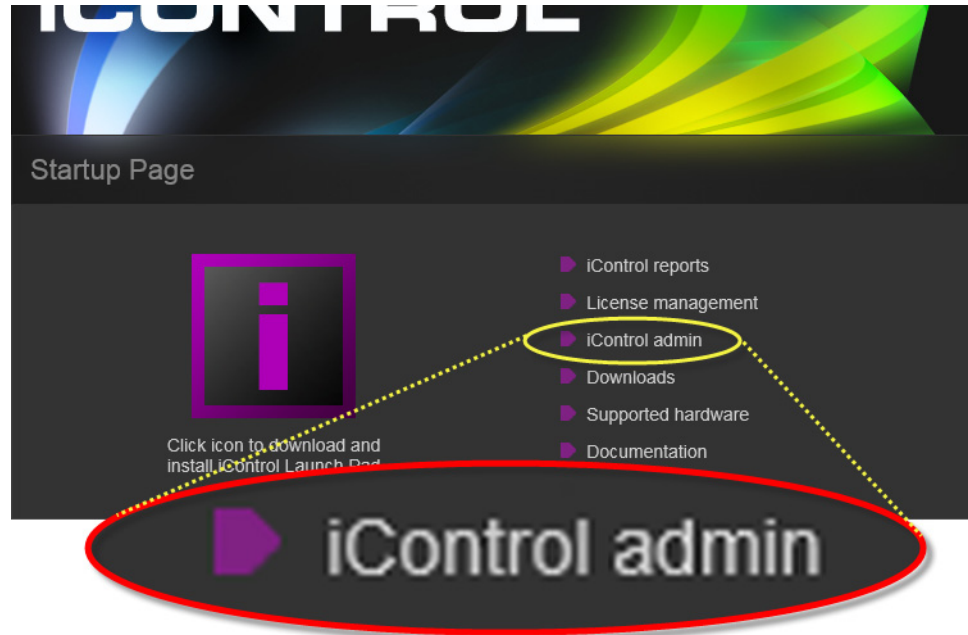 iCONTROL
Startup Page
iControl reports
License management
iControl admin
Downloads
Supported hardware
Documentation
Click icon to download and
install iControl Launch Pad
iControl admin